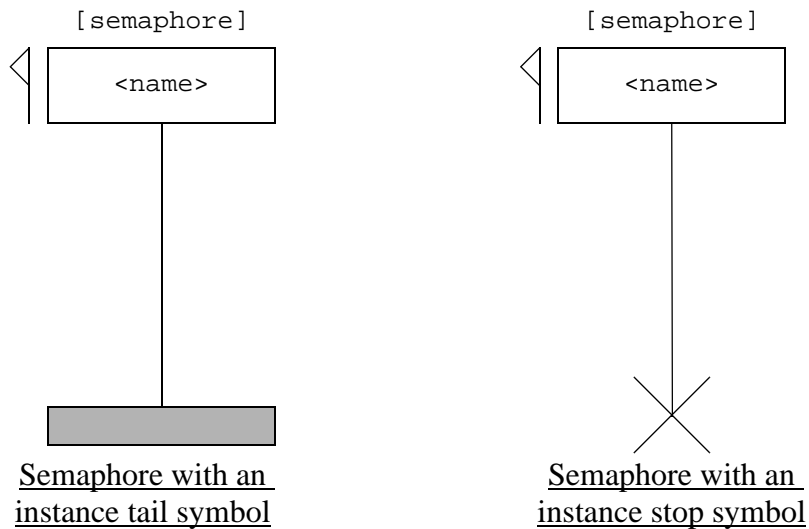 [semaphore]
[semaphore]
<name>
<name>
Semaphore with an
instance tail symbol
Semaphore with an
instance stop symbol